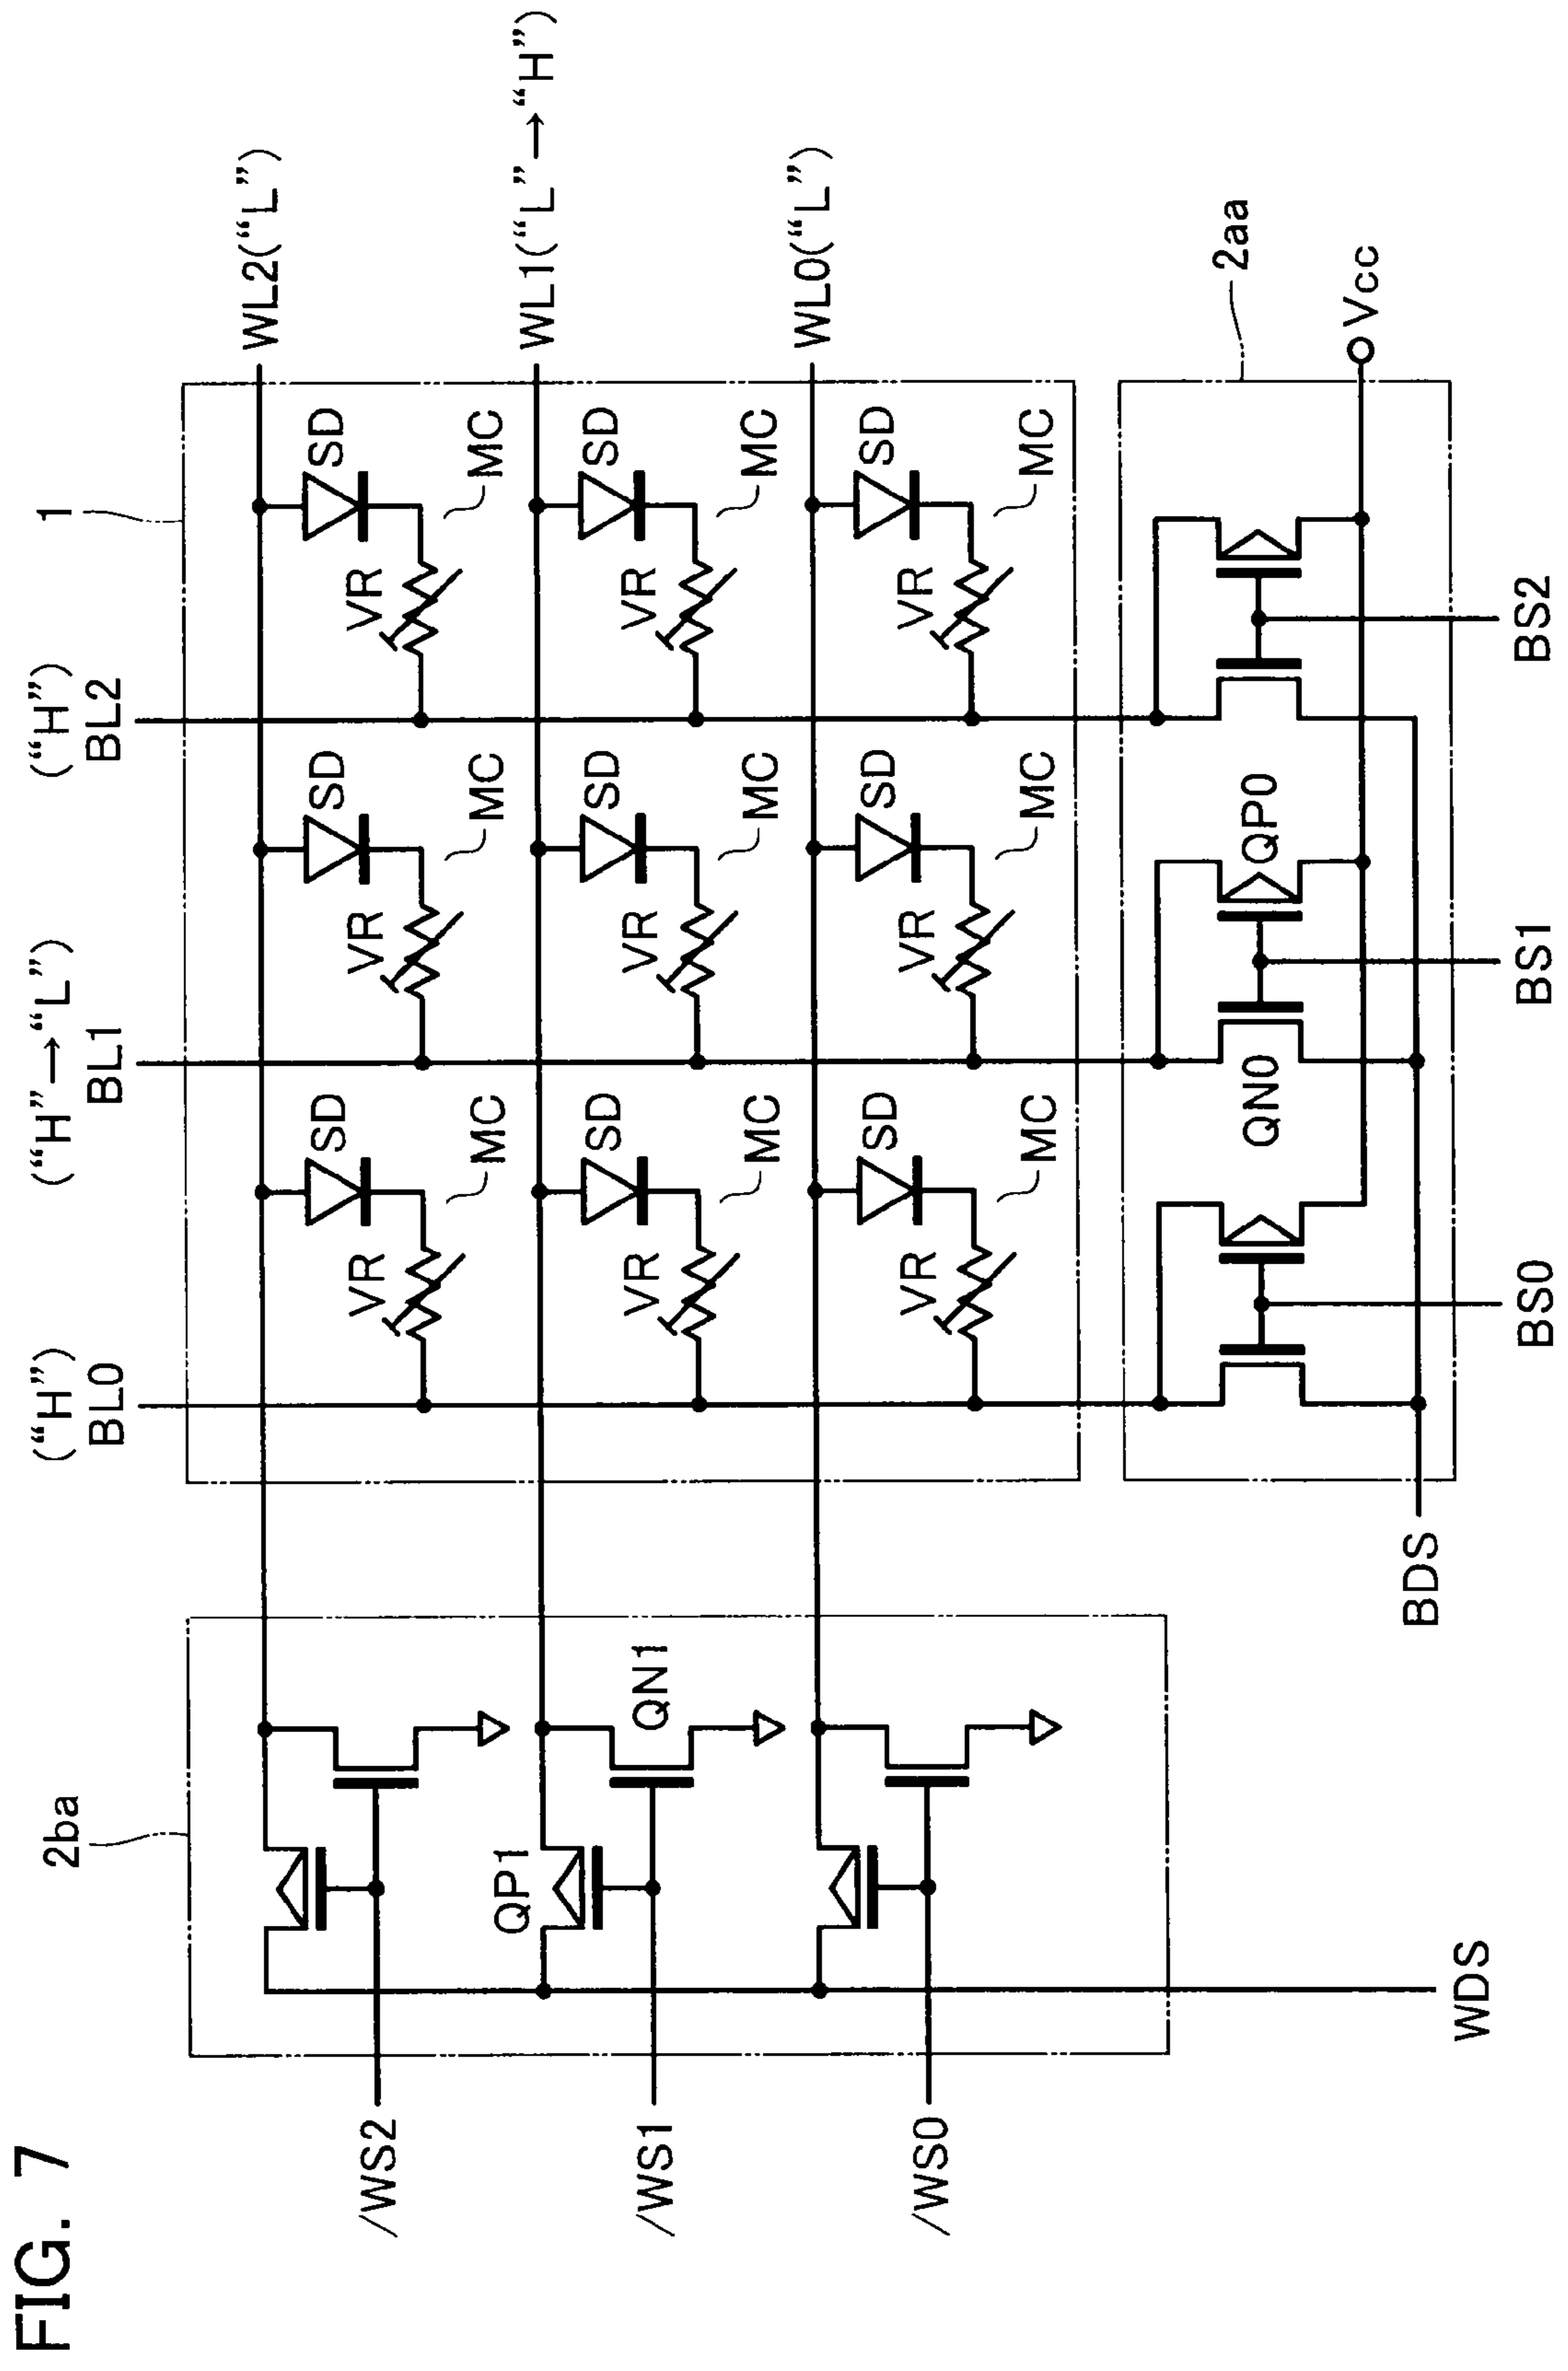 FIG. 7
("H")
("H"→"L")
("H")
1
2ba
BL0
BL1
BL2
WL2("L")
SD
SD
SD
/WS2
VR
VR
VR
MC
MC
MC
QP1
WL1("L"→"H")
SD
SD
SD
/WS1
QN1
VR
VR
VR
MC
MC
MC
WL0("L")
SD
SD
SD
/WS0
VR
VR
VR
MC
MC
MC
2aa
QN0
QP0
Vcc
BDS
WDS
BS0
BS1
BS2